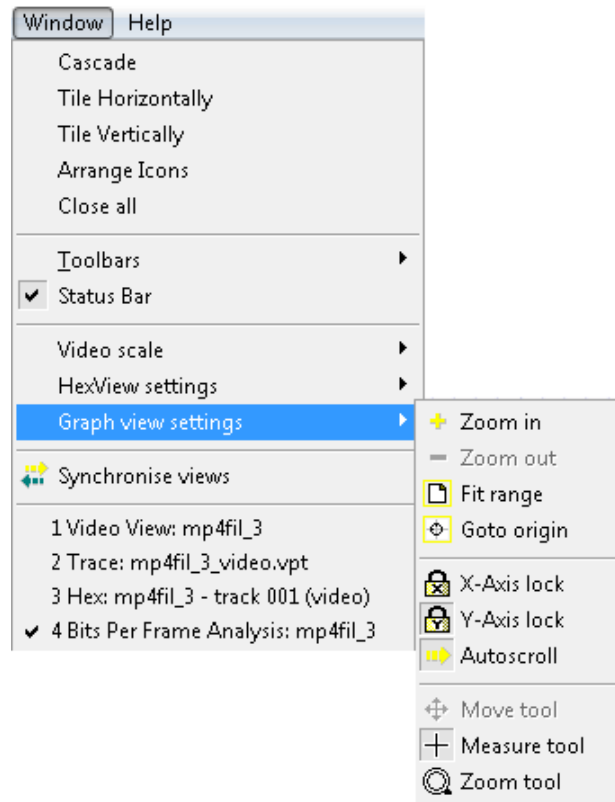 Window Help
Cascade
Tile Horizontally
Tile Vertically
Arrange Icons
Close all
Toolbars
Status Bar
Video scale
HexView settings
Graph view settings
Synchronise views
1 Video View: mp4fil_3
2 Trace: mp4fil_3_video.vpt
3 Hex: mp4fil_3 - track 001 (video)
4 Bits Per Frame Analysis: mp4fil_3
Zoom in
Zoom out
Fit range
Goto origin
X-Axis lock
Y-Axis lock
Autoscroll
Move tool
Measure tool
Zoom tool